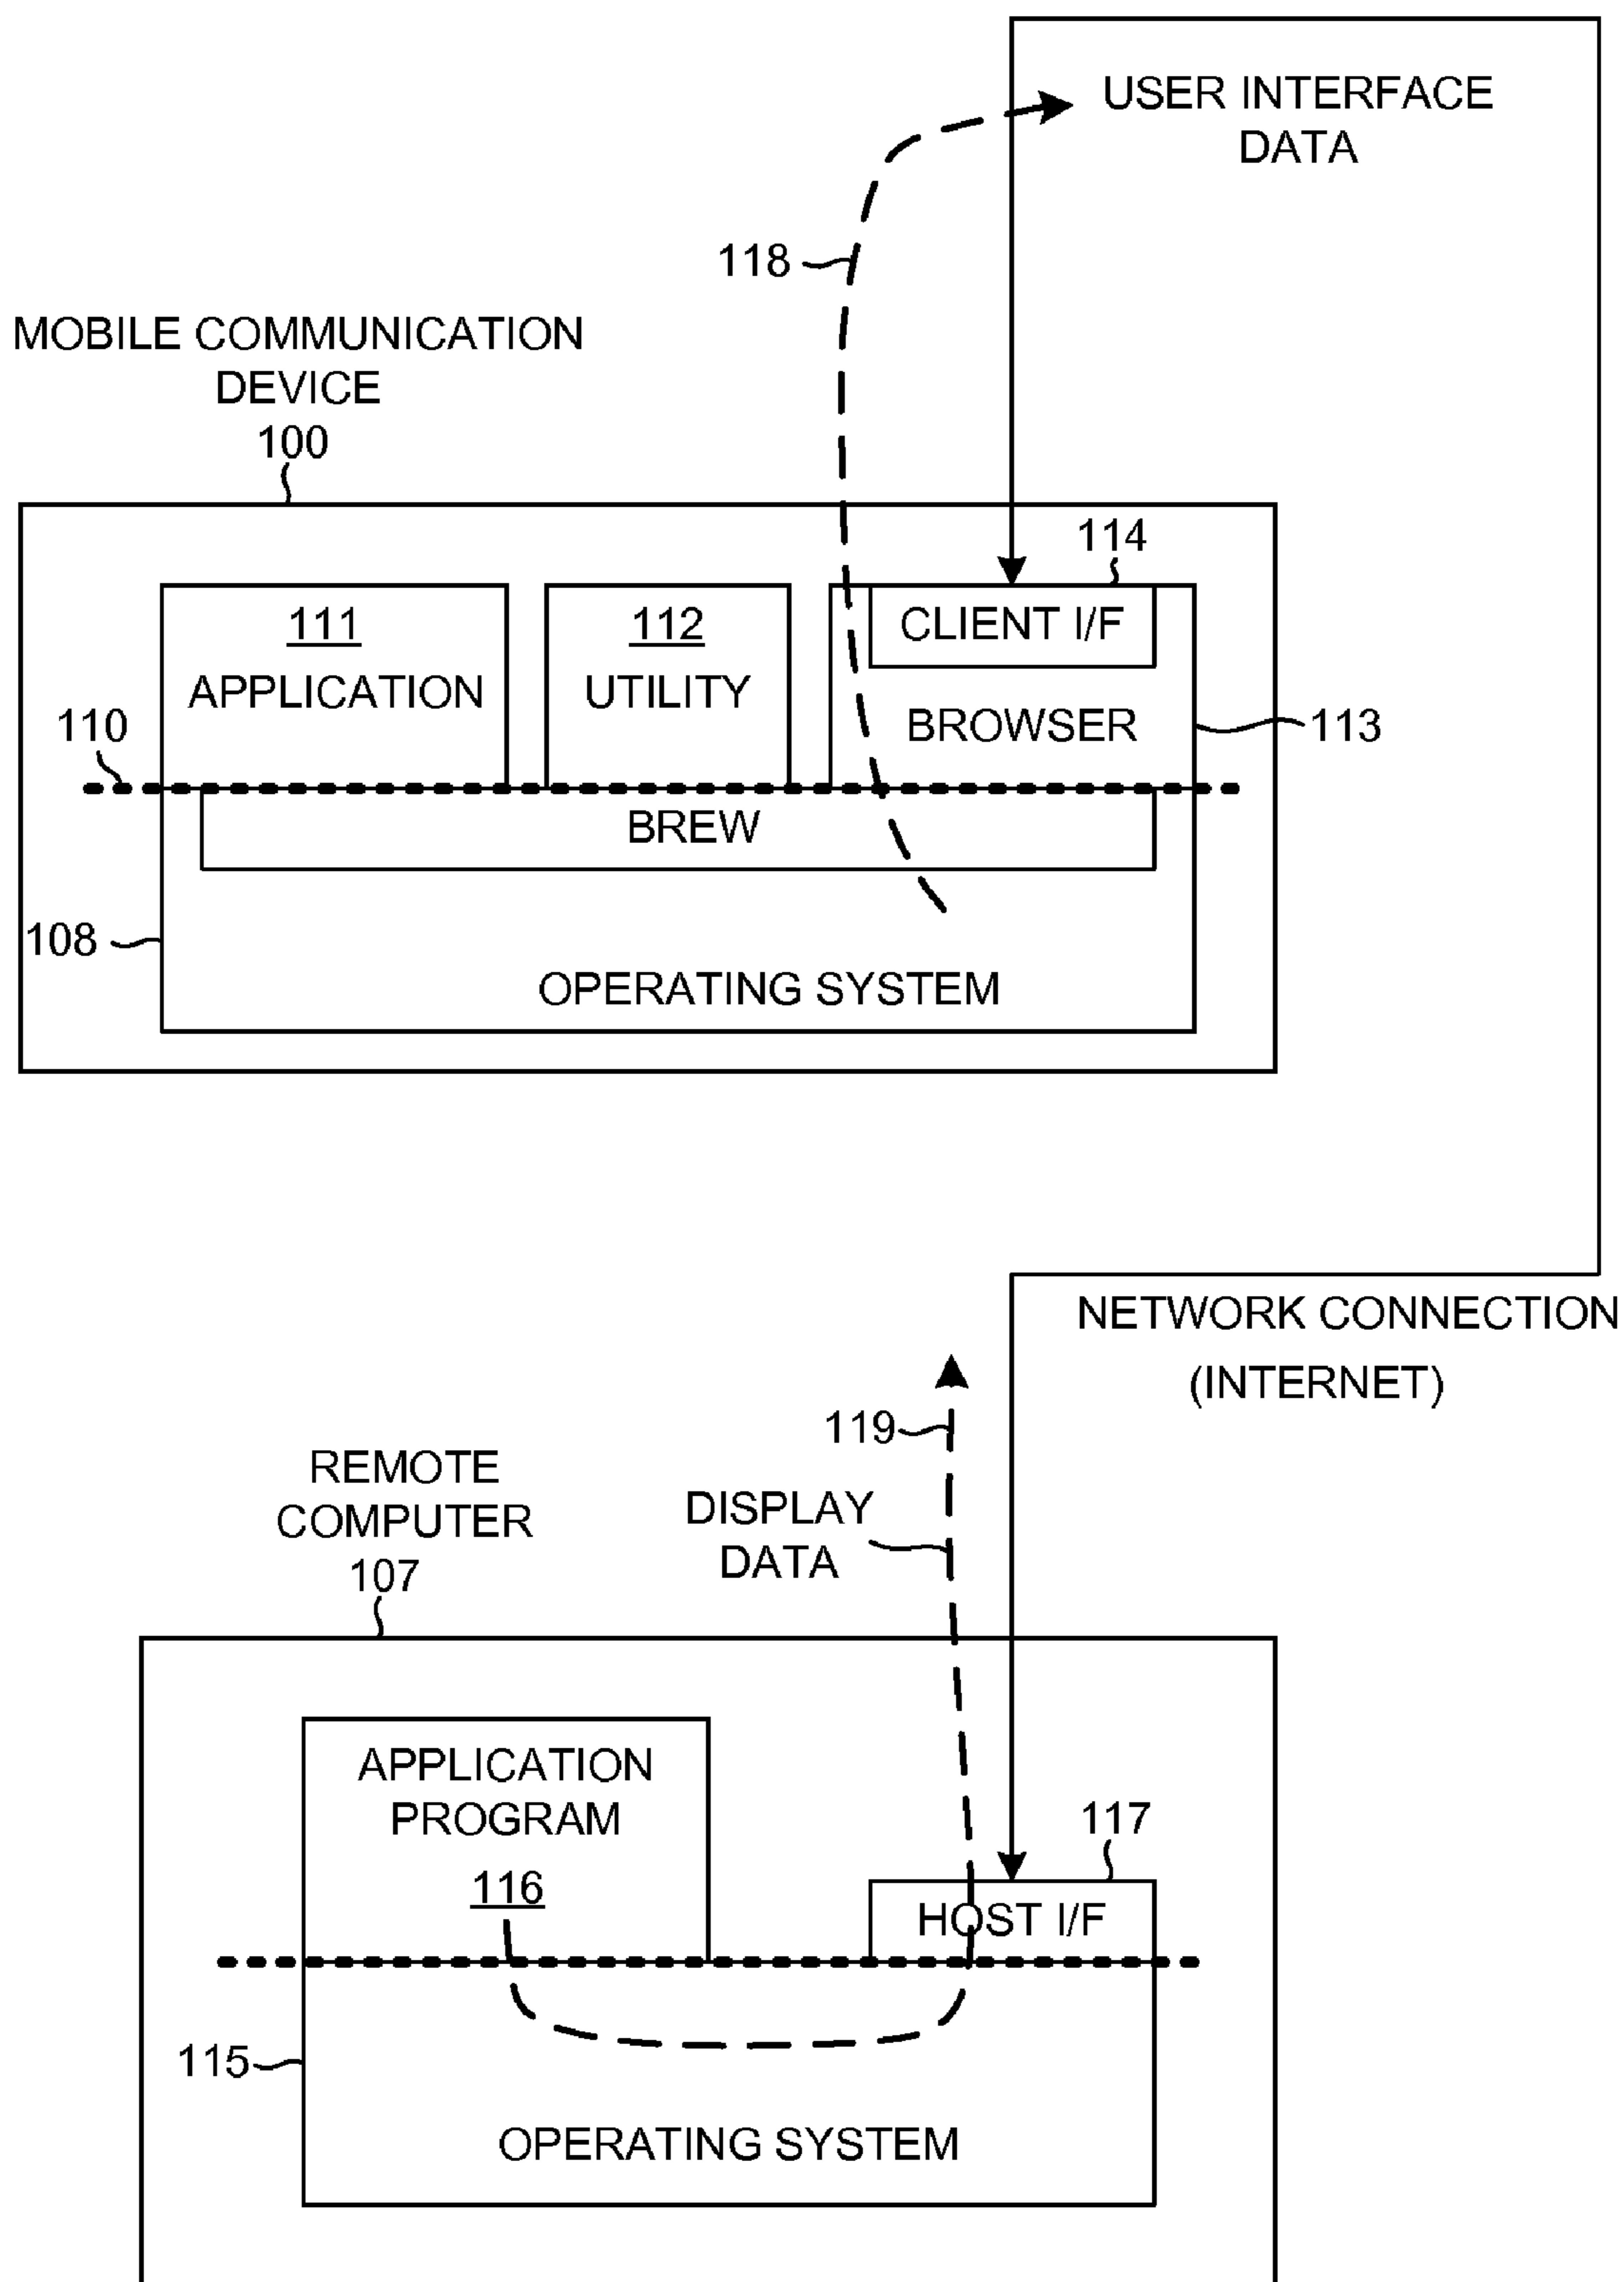 USER INTERFACE
DATA
118
MOBILE COMMUNICATION
DEVICE
100
114
111
112
CLIENT I/F
APPLICATION
UTILITY
110
BROWSER
113
BREW
108
OPERATING SYSTEM
NETWORK CONNECTION
(INTERNET)
119
REMOTE
COMPUTER
107
DISPLAY
DATA
APPLICATION
PROGRAM
116
117
HOST I/F
115
OPERATING SYSTEM